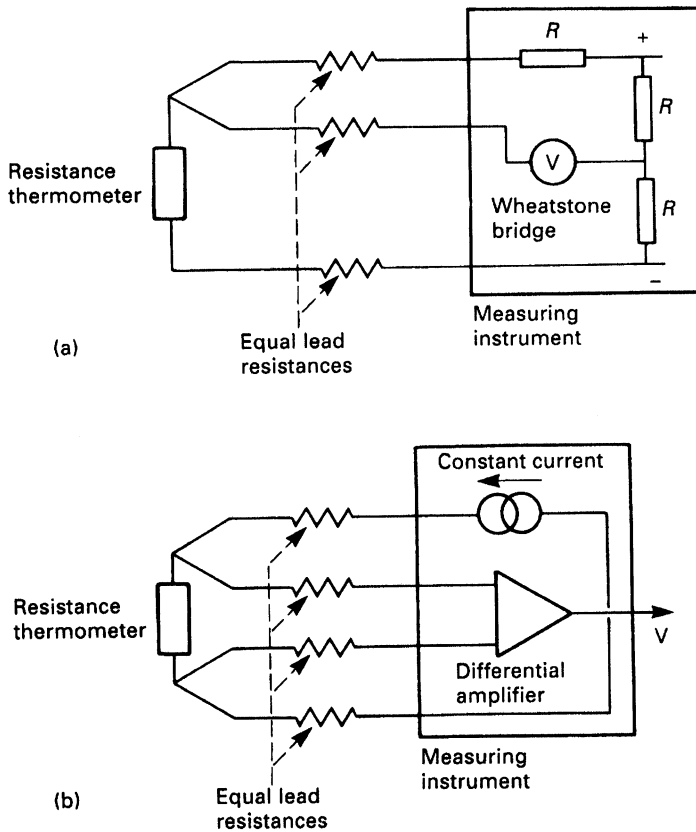 R
+
R
Resistance
thermometer
V
Wheatstone
bridge
R
−
Equal lead
resistances
Measuring
instrument
(a)
Constant current
Resistance
thermometer
V
Differential
amplifier
Measuring
instrument
Equal lead
resistances
(b)